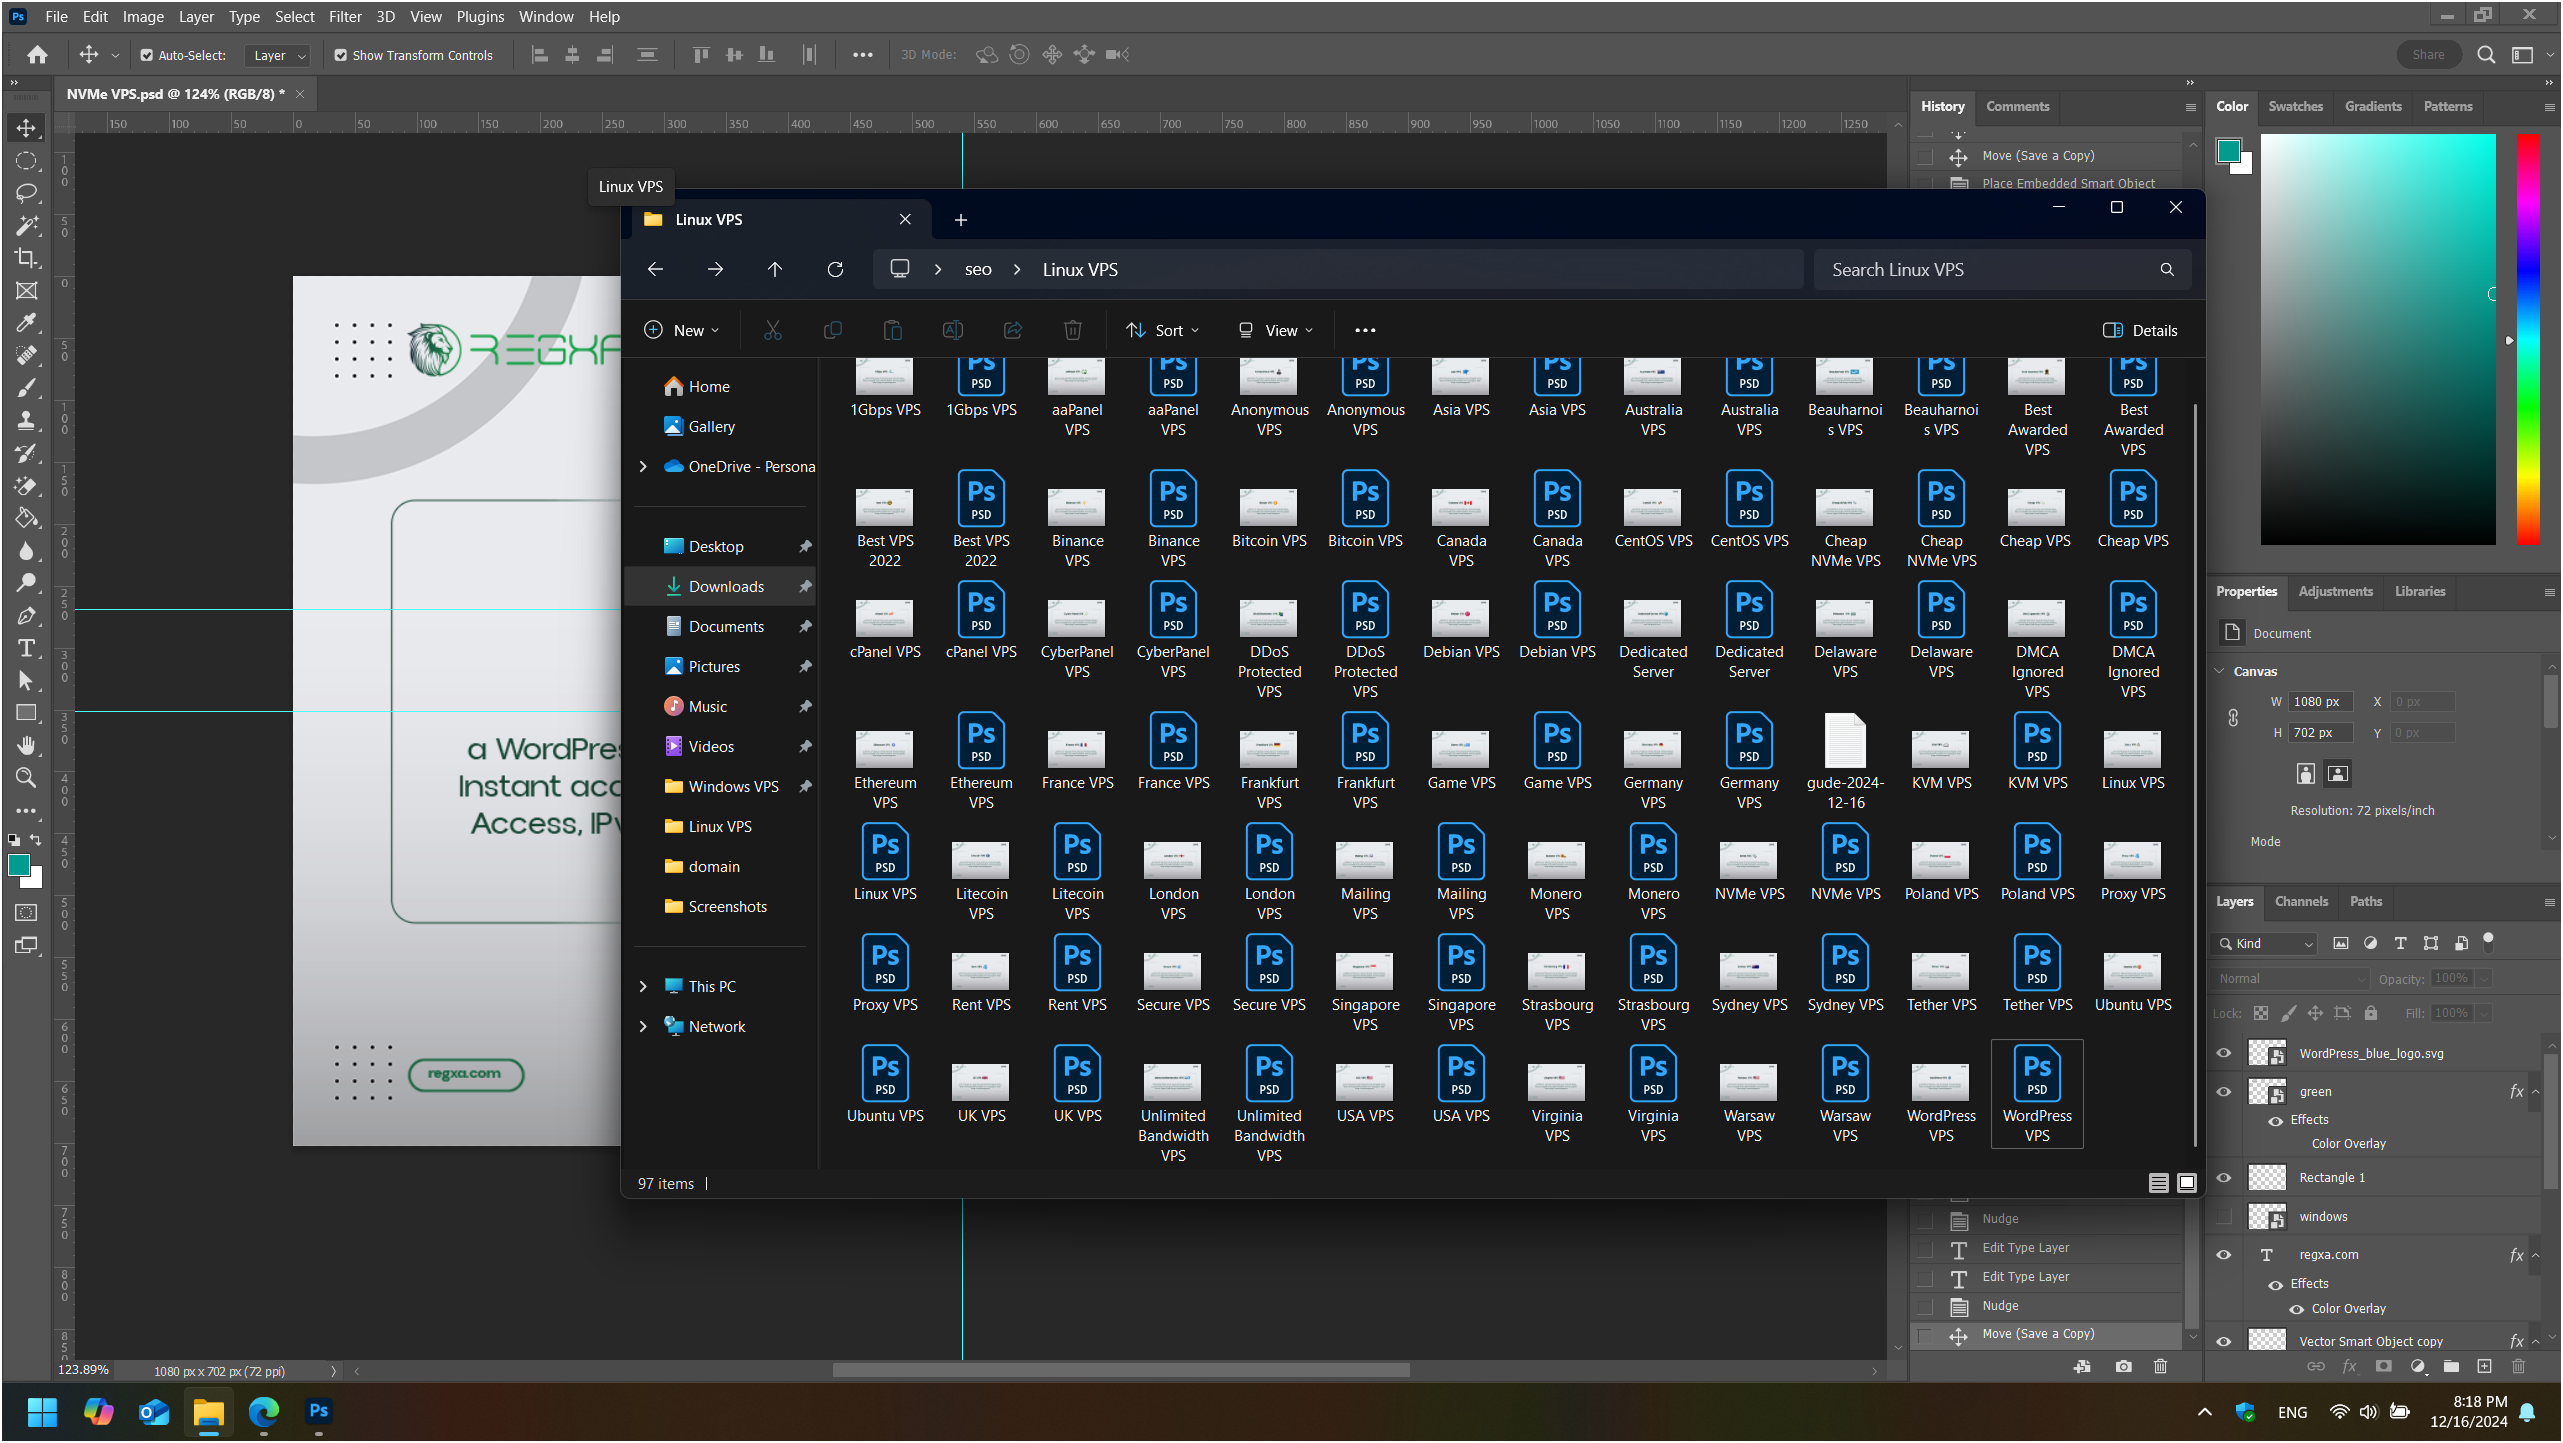 File Edit Image Layer Type Select Filter 3D View Plugins Window Help
Auto-Select: Layer Show Transform Controls 3D Mode: Share
NVMe VPS.psd @ 124% (RGB/8) *
150 100 50 0 50 100 150 200 250 300 350 400 450 500 550 600 650 700 750 800 850 900 950 1000 1050 1100 1150 1200 1250
History Comments
Move (Save a Copy)
Place Embedded Smart Object
Color Swatches Gradients Patterns
Linux VPS
Linux VPS
seo Linux VPS
Search Linux VPS
New Sort View Details
Home
Gallery
OneDrive - Persona
Desktop
Downloads
Documents
Pictures
Music
Videos
Windows VPS
Linux VPS
domain
Screenshots
This PC
Network
1Gbps VPS 1Gbps VPS aaPanel VPS aaPanel VPS Anonymous VPS Anonymous VPS Asia VPS Asia VPS Australia VPS Australia VPS Beauharnois VPS Beauharnois VPS Best Awarded VPS Best Awarded VPS
Best VPS 2022 Best VPS 2022 Binance VPS Binance VPS Bitcoin VPS Bitcoin VPS Canada VPS Canada VPS CentOS VPS CentOS VPS Cheap NVMe VPS Cheap NVMe VPS Cheap VPS Cheap VPS
cPanel VPS cPanel VPS CyberPanel VPS CyberPanel VPS DDoS Protected VPS DDoS Protected VPS Debian VPS Debian VPS Dedicated Server Dedicated Server Delaware VPS Delaware VPS DMCA Ignored VPS DMCA Ignored VPS
Ethereum VPS Ethereum VPS France VPS France VPS Frankfurt VPS Frankfurt VPS Game VPS Game VPS Germany VPS Germany VPS gude-2024-12-16 KVM VPS KVM VPS Linux VPS
Linux VPS Litecoin VPS Litecoin VPS London VPS London VPS Mailing VPS Mailing VPS Monero VPS Monero VPS NVMe VPS NVMe VPS Poland VPS Poland VPS Proxy VPS
Proxy VPS Rent VPS Rent VPS Secure VPS Secure VPS Singapore VPS Singapore VPS Strasbourg VPS Strasbourg VPS Sydney VPS Sydney VPS Tether VPS Tether VPS Ubuntu VPS
Ubuntu VPS UK VPS UK VPS Unlimited Bandwidth VPS Unlimited Bandwidth VPS USA VPS USA VPS Virginia VPS Virginia VPS Warsaw VPS Warsaw VPS WordPress VPS WordPress VPS
97 items
REGXA
a WordPres
Instant acc
Access, IPv
regxa.com
Properties Adjustments Libraries
Document
Canvas
W 1080 px X 0 px
H 702 px Y 0 px
Resolution: 72 pixels/inch
Mode
Layers Channels Paths
Kind
Normal Opacity: 100%
Lock: Fill: 100%
WordPress_blue_logo.svg
green fx
Effects
Color Overlay
Rectangle 1
windows
regxa.com fx
Effects
Color Overlay
Vector Smart Object copy fx
Nudge
Edit Type Layer
Edit Type Layer
Nudge
Move (Save a Copy)
123.89% 1080 px x 702 px (72 ppi)
ENG
8:18 PM
12/16/2024